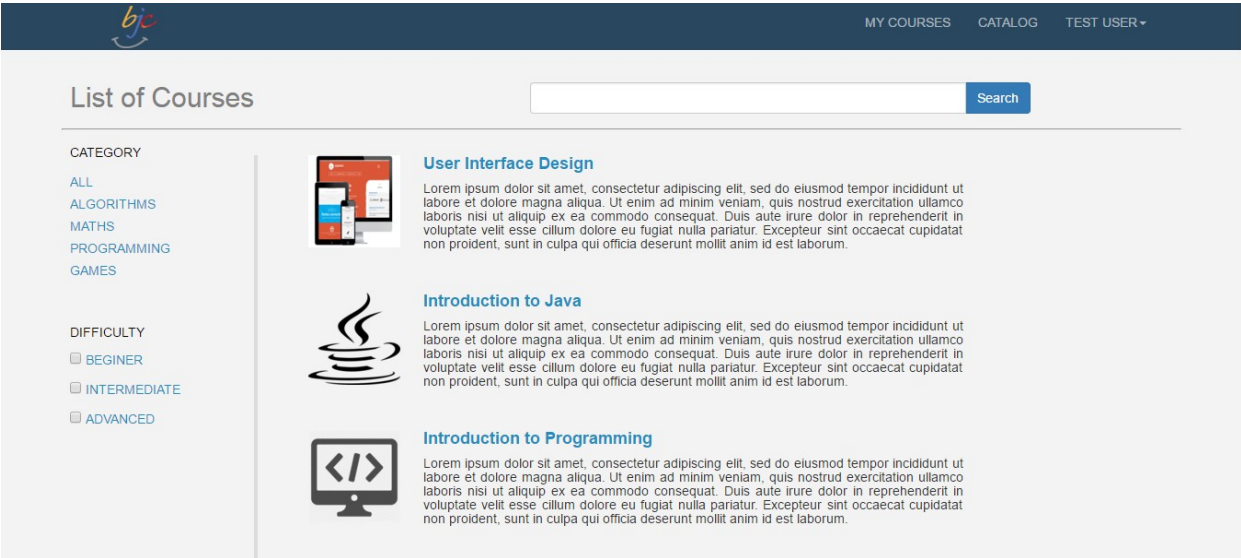 bjc
MY COURSES CATALOG TEST USER
List of Courses
Search
CATEGORY
ALL
ALGORITHMS
MATHS
PROGRAMMING
GAMES
DIFFICULTY
BEGINER
INTERMEDIATE
ADVANCED
User Interface Design
Lorem ipsum dolor sit amet, consectetur adipiscing elit, sed do eiusmod tempor incididunt ut
labore et dolore magna aliqua. Ut enim ad minim veniam, quis nostrud exercitation ullamco
laboris nisi ut aliquip ex ea commodo consequat. Duis aute irure dolor in reprehenderit in
voluptate velit esse cillum dolore eu fugiat nulla pariatur. Excepteur sint occaecat cupidatat
non proident, sunt in culpa qui officia deserunt mollit anim id est laborum.
Introduction to Java
Lorem ipsum dolor sit amet, consectetur adipiscing elit, sed do eiusmod tempor incididunt ut
labore et dolore magna aliqua. Ut enim ad minim veniam, quis nostrud exercitation ullamco
laboris nisi ut aliquip ex ea commodo consequat. Duis aute irure dolor in reprehenderit in
voluptate velit esse cillum dolore eu fugiat nulla pariatur. Excepteur sint occaecat cupidatat
non proident, sunt in culpa qui officia deserunt mollit anim id est laborum.
</> 
Introduction to Programming
Lorem ipsum dolor sit amet, consectetur adipiscing elit, sed do eiusmod tempor incididunt ut
labore et dolore magna aliqua. Ut enim ad minim veniam, quis nostrud exercitation ullamco
laboris nisi ut aliquip ex ea commodo consequat. Duis aute irure dolor in reprehenderit in
voluptate velit esse cillum dolore eu fugiat nulla pariatur. Excepteur sint occaecat cupidatat
non proident, sunt in culpa qui officia deserunt mollit anim id est laborum.